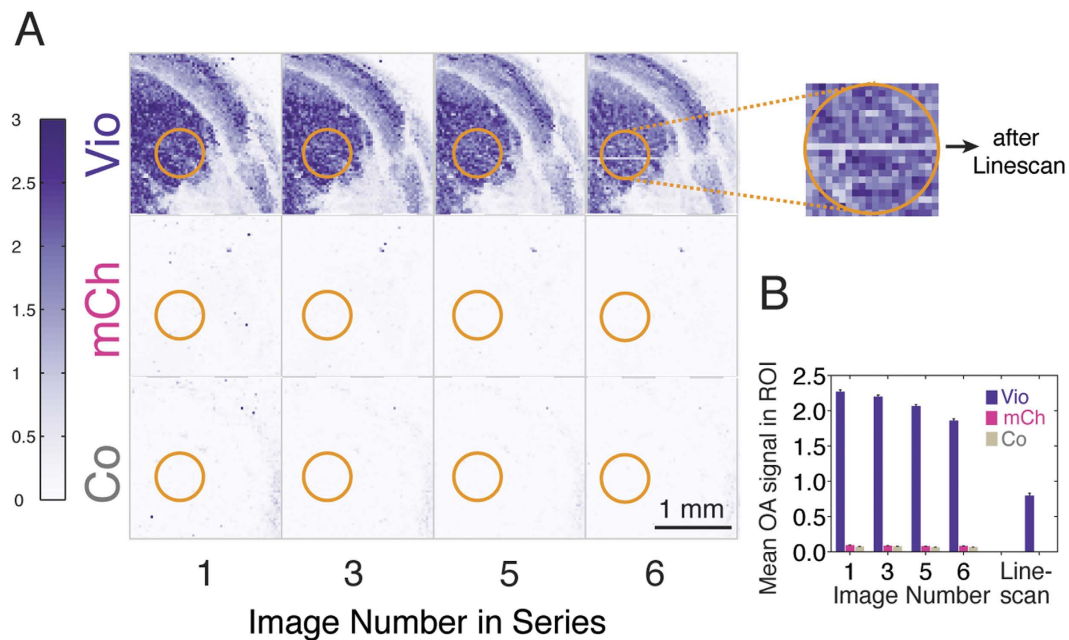 A
3
2.5
2
1.5
1
0.5
0
Vio
mCh
Co
after
Linescan
1 mm
1 3 5 6
Image Number in Series
B
Mean OA signal in ROI
2.5
2.0
1.5
1.0
0.5
0.0
Vio
mCh
Co
1 3 5 6 Line-
Image Number scan